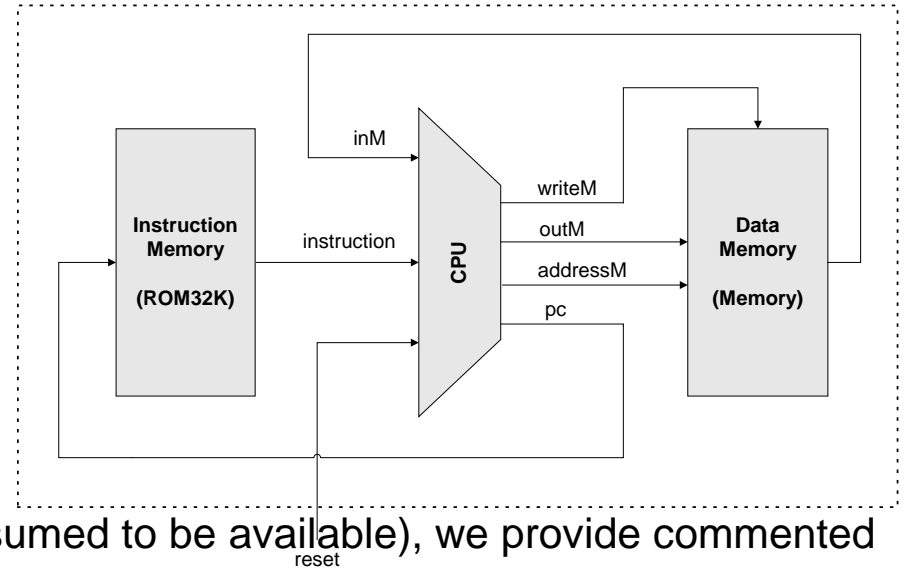 inM
writeM
Instruction
Memory
(ROM32K)
instruction
CPU
outM
addressM
pc
Data
Memory
(Memory)
sumed to be available), we provide commented
reset